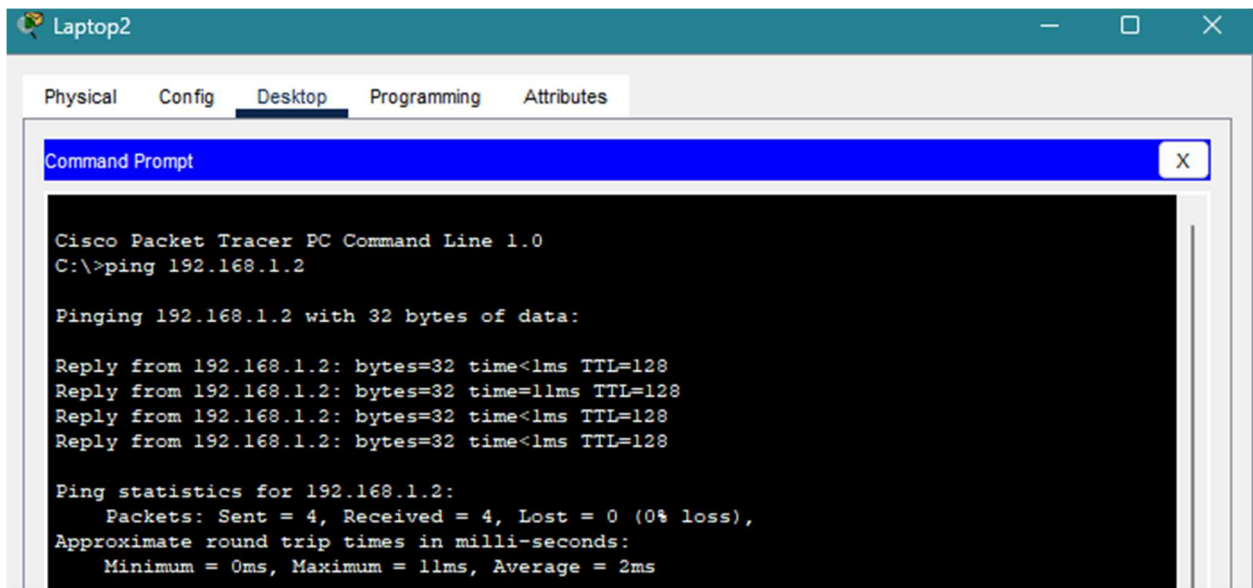 Laptop2
Physical Config Desktop Programming Attributes
Command Prompt
X
Cisco Packet Tracer PC Command Line 1.0
C:\>ping 192.168.1.2
Pinging 192.168.1.2 with 32 bytes of data:
Reply from 192.168.1.2: bytes=32 time<1ms TTL=128
Reply from 192.168.1.2: bytes=32 time=11ms TTL=128
Reply from 192.168.1.2: bytes=32 time<1ms TTL=128
Reply from 192.168.1.2: bytes=32 time<1ms TTL=128
Ping statistics for 192.168.1.2:
Packets: Sent = 4, Received = 4, Lost = 0 (0% loss),
Approximate round trip times in milli-seconds:
Minimum = 0ms, Maximum = 11ms, Average = 2ms